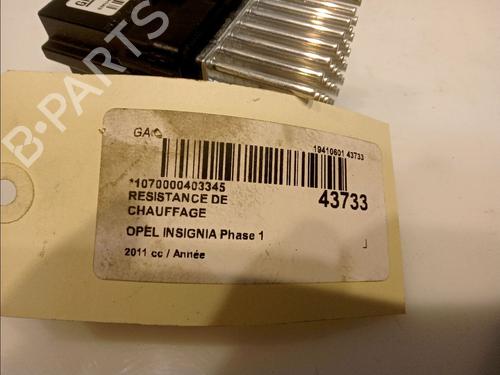 B-PARTS
GA
19410601 43733
*1070000403345
43733
RESISTANCE DE
CHAUFFAGE
OPEL INSIGNIA Phase 1
2011 cc / Année